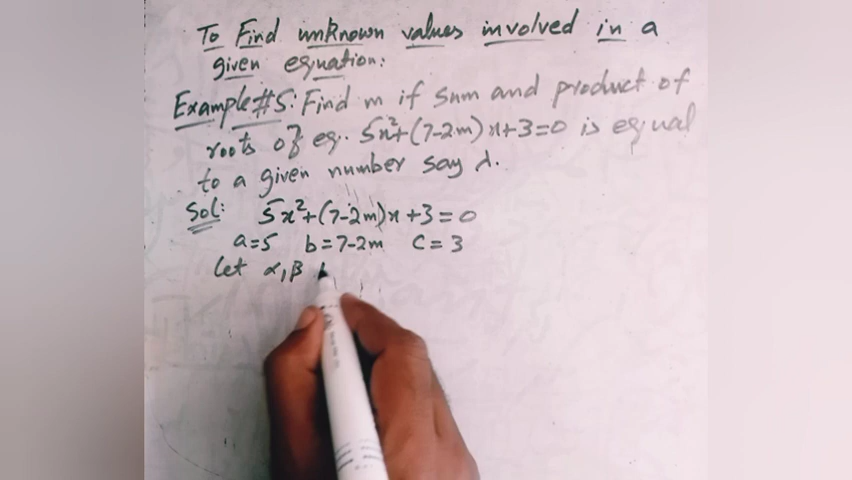 To Find unknown values involved in a
given equation:
Example#5: Find m if sum and product of
roots of eq. 5x²+(7-2m)x+3=0 is equal
to a given number say λ.
Sol: 5x²+(7-2m)x+3=0
a=5 b=7-2m c=3
let α,β